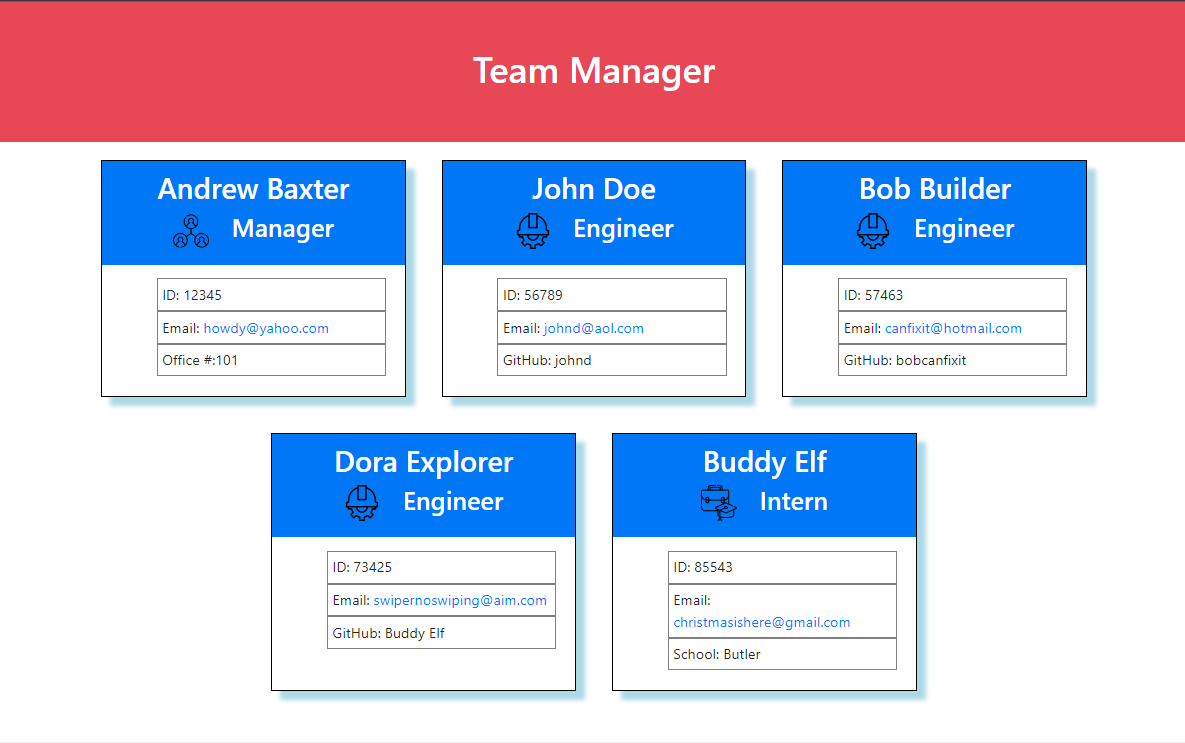 Team Manager
Andrew Baxter
Manager
ID: 12345
Email: howdy@yahoo.com
Office #:101
John Doe
Engineer
ID: 56789
Email: johnd@aol.com
GitHub: johnd
Bob Builder
Engineer
ID: 57463
Email: canfixit@hotmail.com
GitHub: bobcanfixit
Dora Explorer
Engineer
ID: 73425
Email: swipernoswiping@aim.com
GitHub: Buddy Elf
Buddy Elf
Intern
ID: 85543
Email:
christmasishere@gmail.com
School: Butler